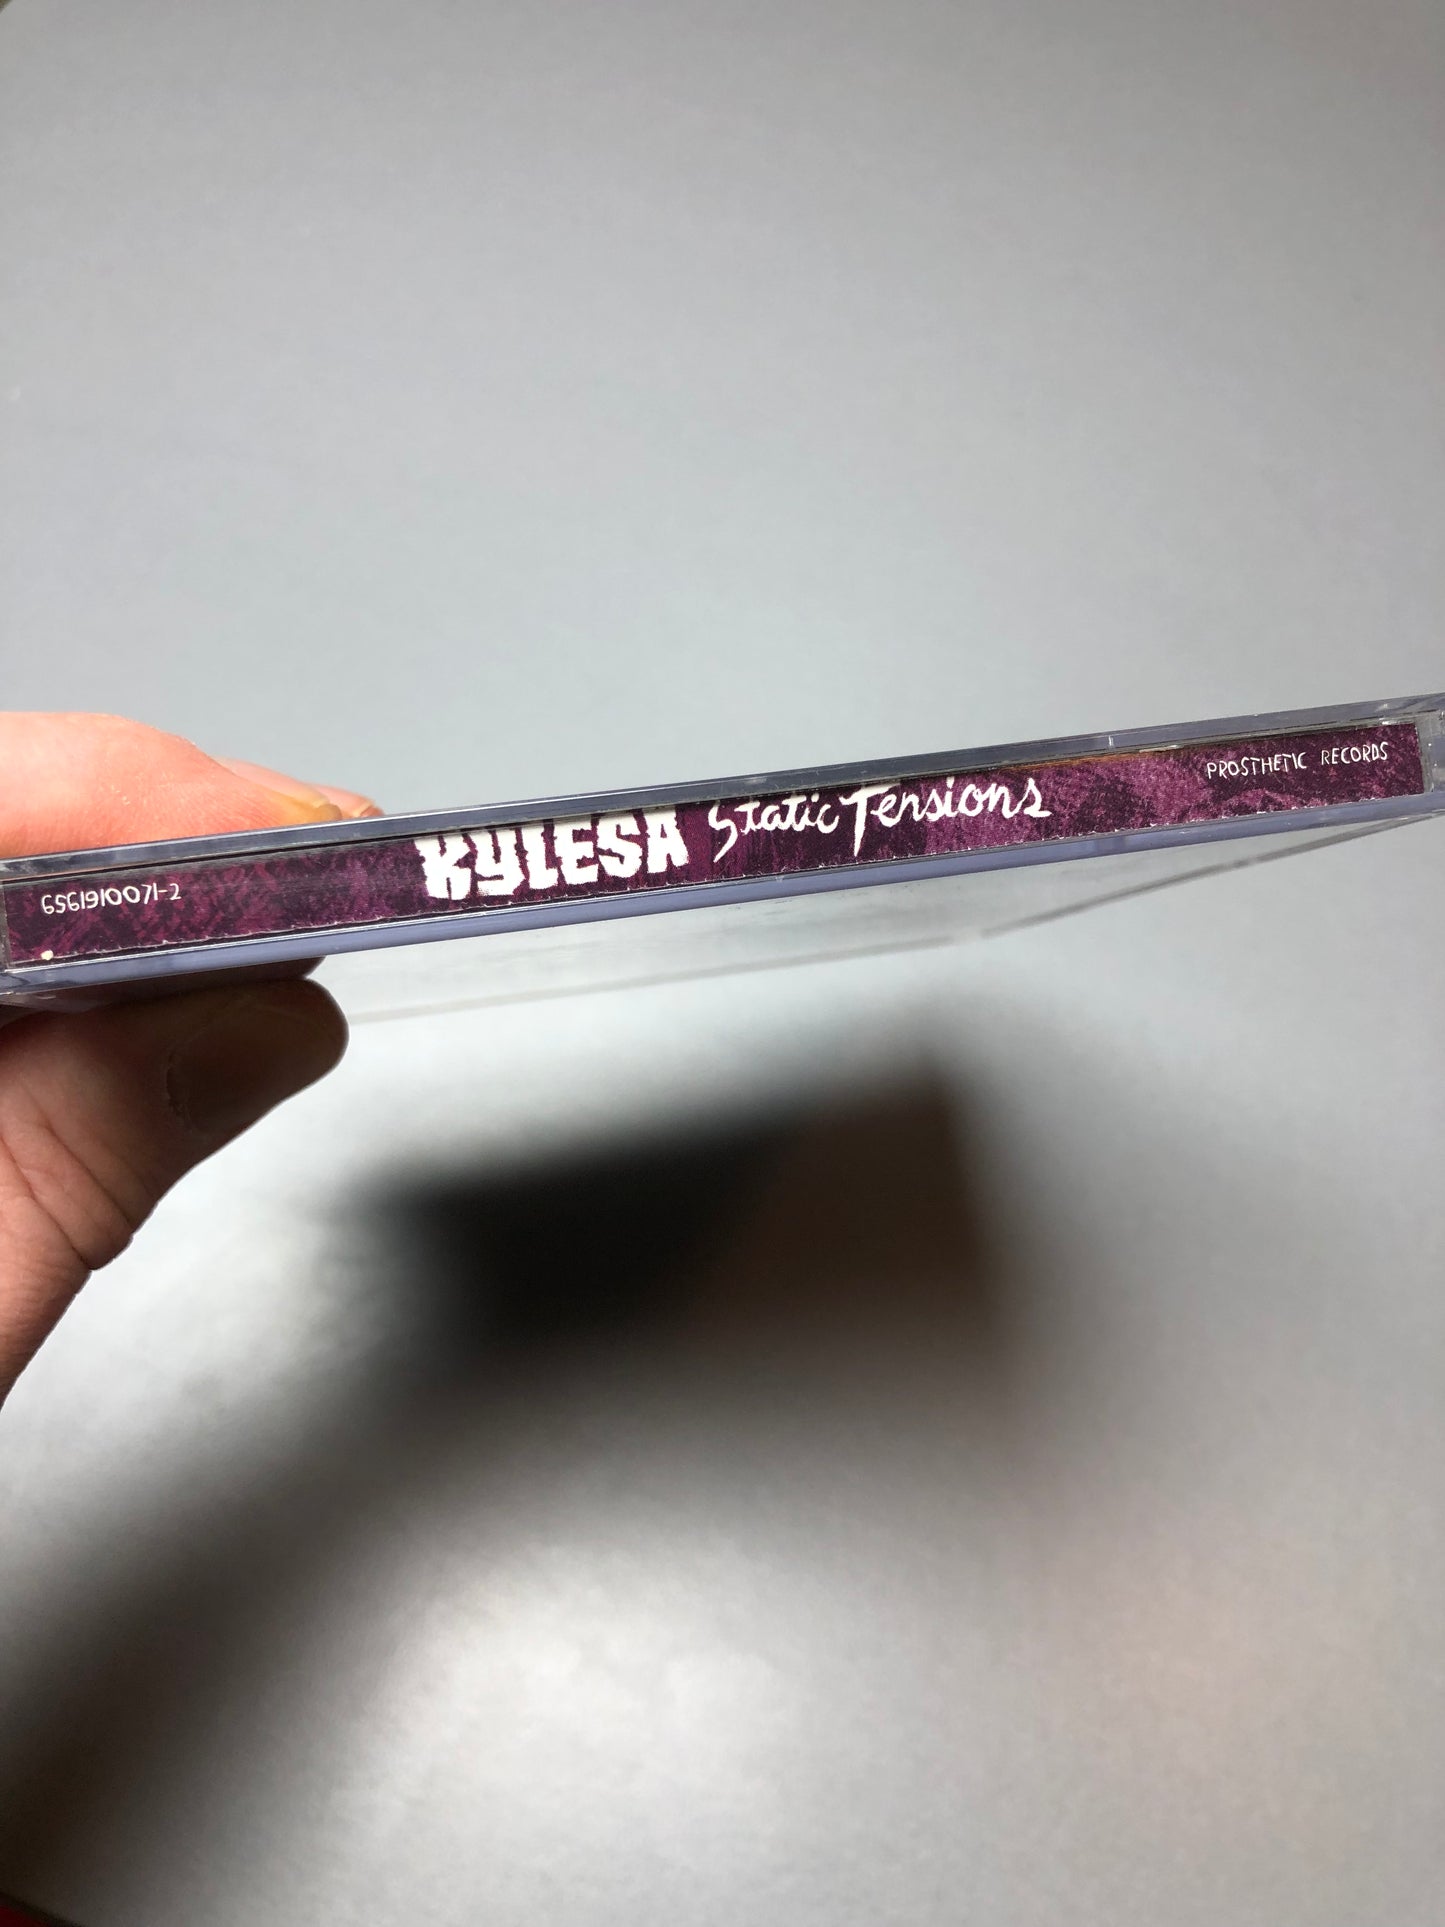 6561910071-2 KYLESA Static Tensions PROSTHETIC RECORDS